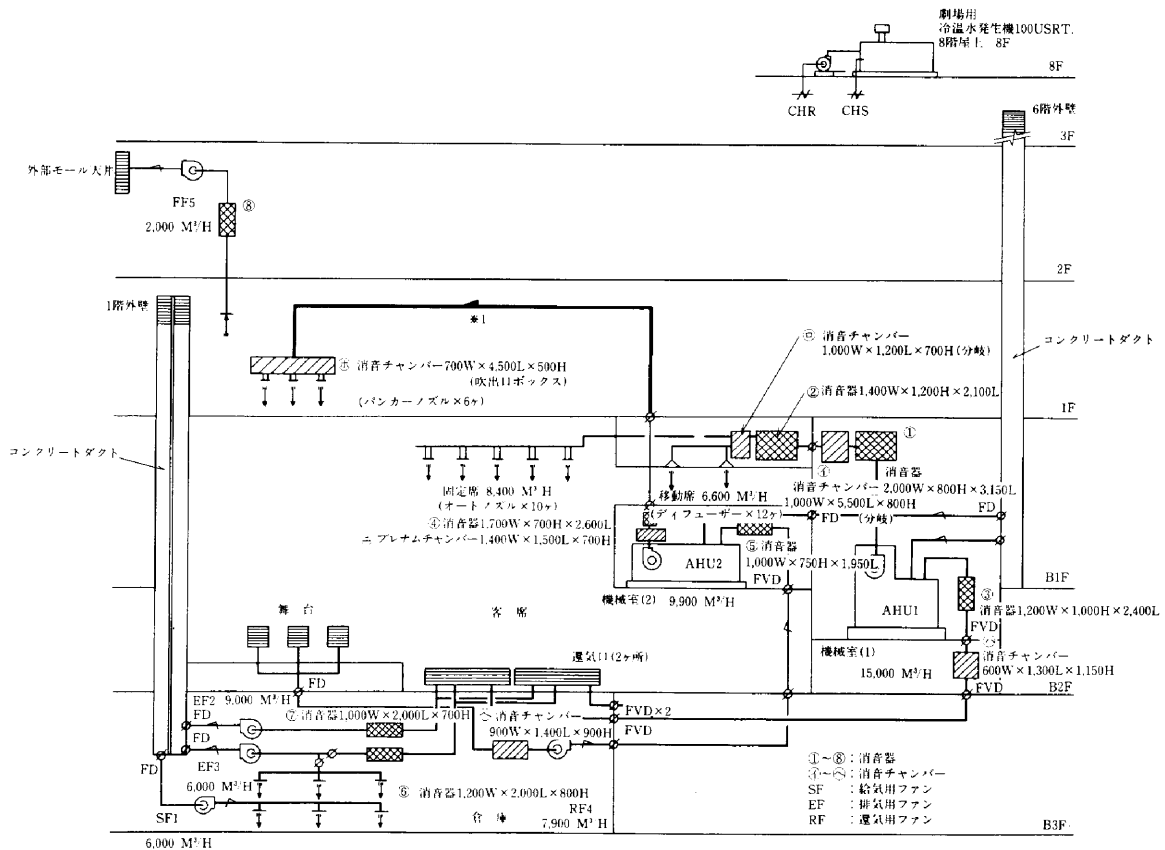 劇場用
冷温水発生機100USRT.
8階屋上 8F
8F
CHR
CHS
6階外壁
3F
外部モール天井
FF5
2,000 M³/H
⑧
2F
1階外壁
※1
㋭ 消音チャンバー700W×4,500L×500H
(吹出口ボックス)
(パンカーノズル×6ヶ)
㋺ 消音チャンバー
1,000W×1,200L×700H(分岐)
②消音器1,400W×1,200H×2,100L
コンクリートダクト
1F
①
コンクリートダクト
固定席 8,400 M³ H
(オートノズル×10ヶ)
移動席 6,600 M³/H
(ディフューザー×12ヶ)
㋑
消音器
消音チャンバー 2,000W×800H×3,150L
1,000W×5,500L×800H
(分岐)
FD
FD
④消音器1,700W×700H×2,600L
ニ プレナムチャンバー1,400W×1,500L×700H
⑤消音器
1,000W×750H×1,950L
AHU2
FVD
B1F
機械室(2) 9,900 M³/H
AHU1
③
消音器1,200W×1,000H×2,400L
FVD
㋩
消音チャンバー
600W×1,300L×1,150H
機械室(1)
15,000 M³/H
FVD
B2F
舞台
客席
還気口(2ヶ所)
FD
EF2 9,000 M³/H
FD
⑦消音器1,000W×2,000L×700H
㋬消音チャンバー
900W×1,400L×900H
FVD×2
FVD
FD
FD
EF3
6,000 M³/H
SF1
6,000 M³/H
⑥ 消音器1,200W×2,000L×800H
倉庫
RF4
7,900 M³ H
①~⑧:消音器
㋑~㋬:消音チャンバー
SF :給気用ファン
EF :排気用ファン
RF :還気用ファン
B3F